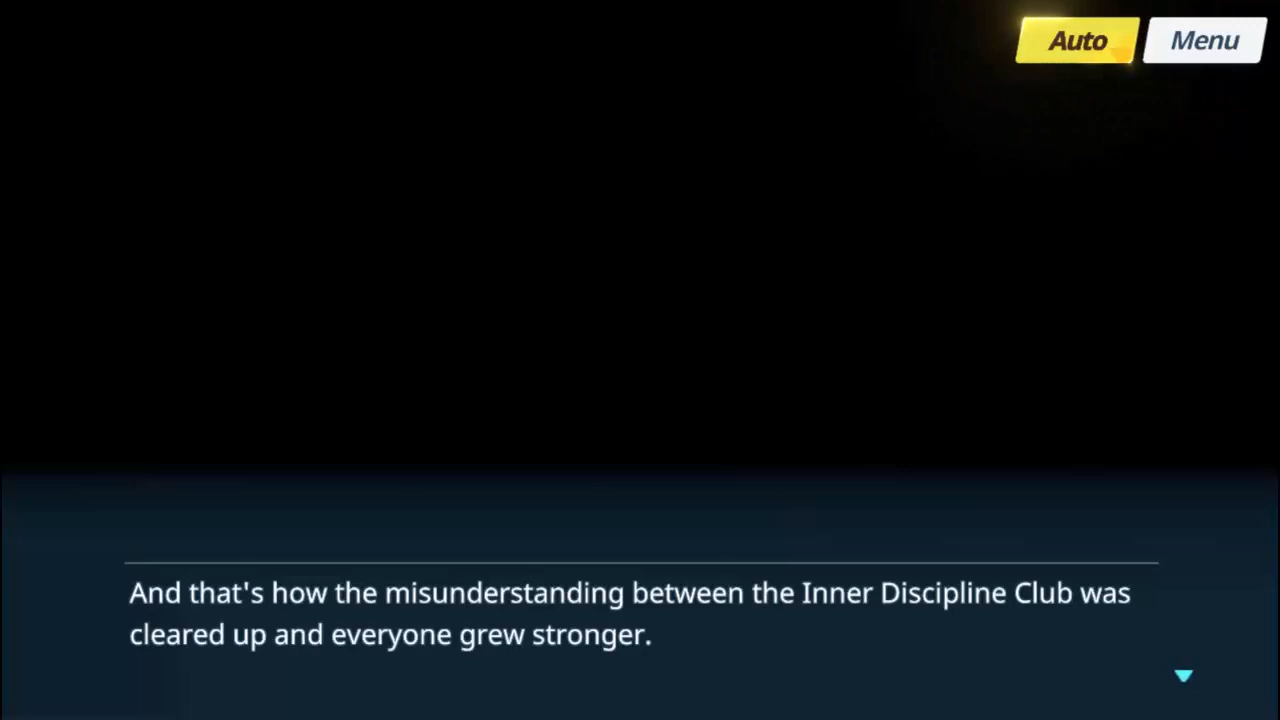 Auto Menu
And that's how the misunderstanding between the Inner Discipline Club was
cleared up and everyone grew stronger.